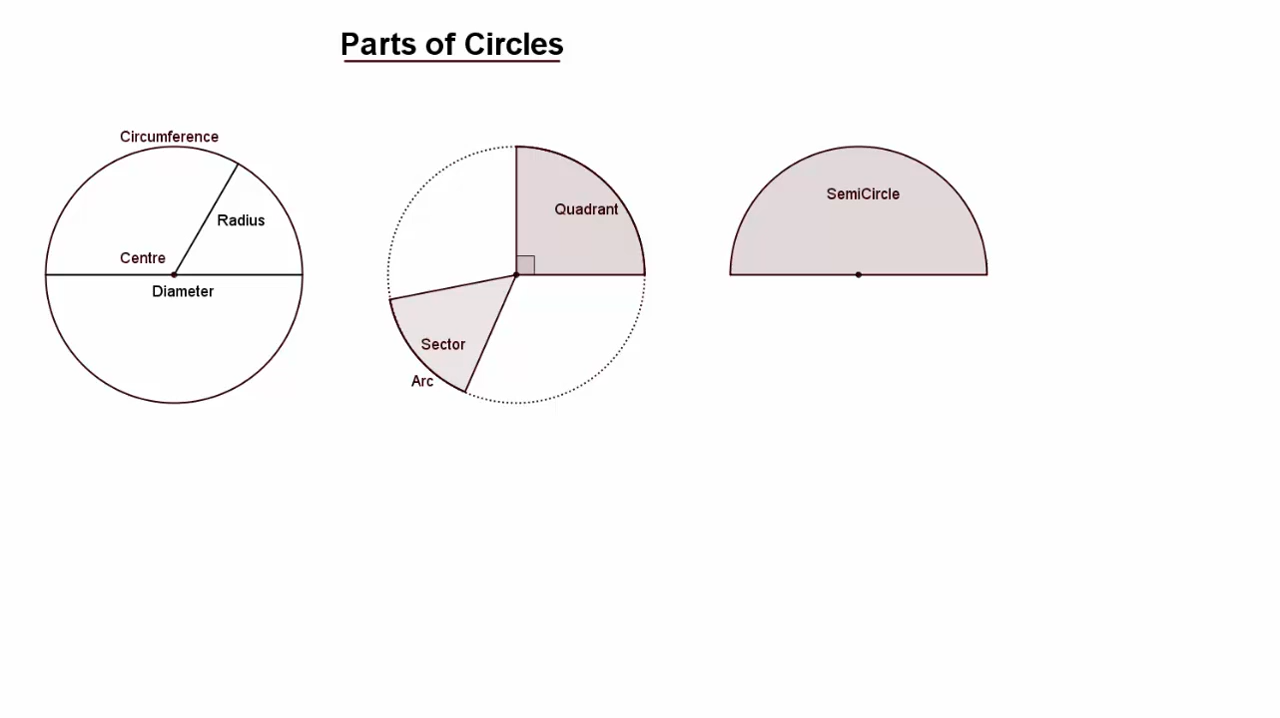 Parts of Circles
Circumference
Radius
Centre
Diameter
Quadrant
Sector
Arc
SemiCircle